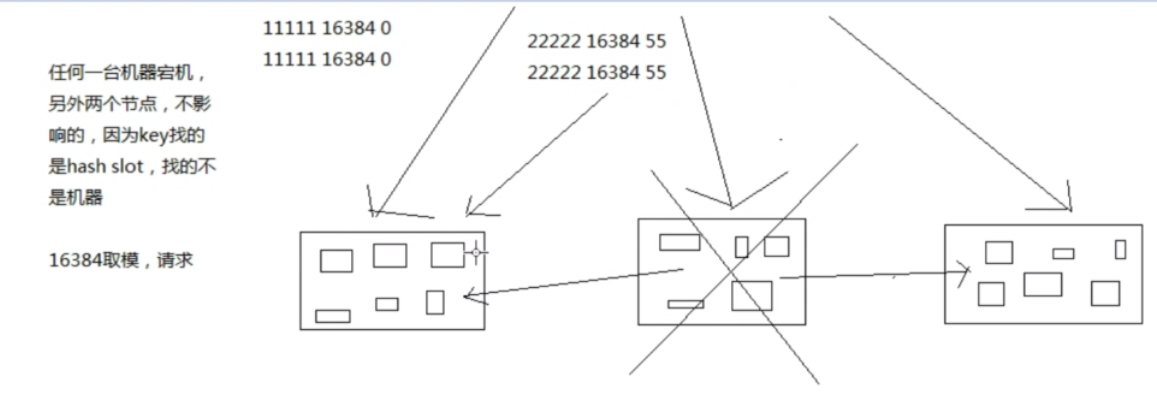 11111 16384 0
11111 16384 0
22222 16384 55
22222 16384 55
任何一台机器宕机，
另外两个节点，不影
响的，因为key找的
是hash slot，找的不
是机器
16384取模，请求